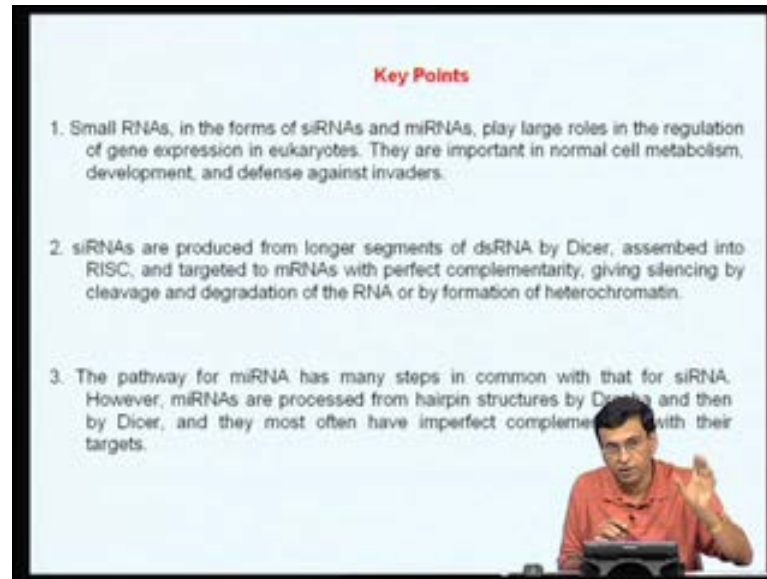 Key Points
1. Small RNAs, in the forms of siRNAs and miRNAs, play large roles in the regulation
of gene expression in eukaryotes. They are important in normal cell metabolism,
development, and defense against invaders.
2. siRNAs are produced from longer segments of dsRNA by Dicer, assembed into
RISC, and targeted to mRNAs with perfect complementarity, giving silencing by
cleavage and degradation of the RNA or by formation of heterochromatin.
3. The pathway for miRNA has many steps in common with that for siRNA.
However, miRNAs are processed from hairpin structures by and then
by Dicer, and they most often have imperfect with their
targets.